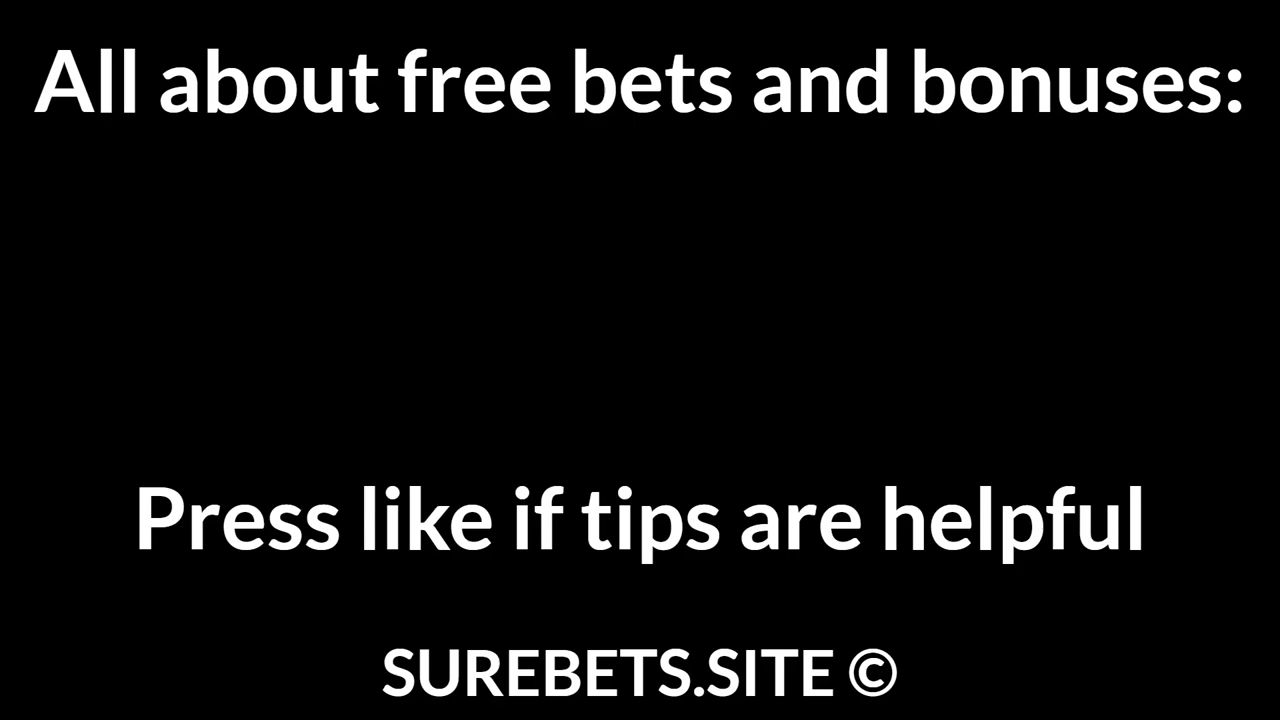 All about free bets and bonuses:
Press like if tips are helpful
SUREBETS.SITE ©